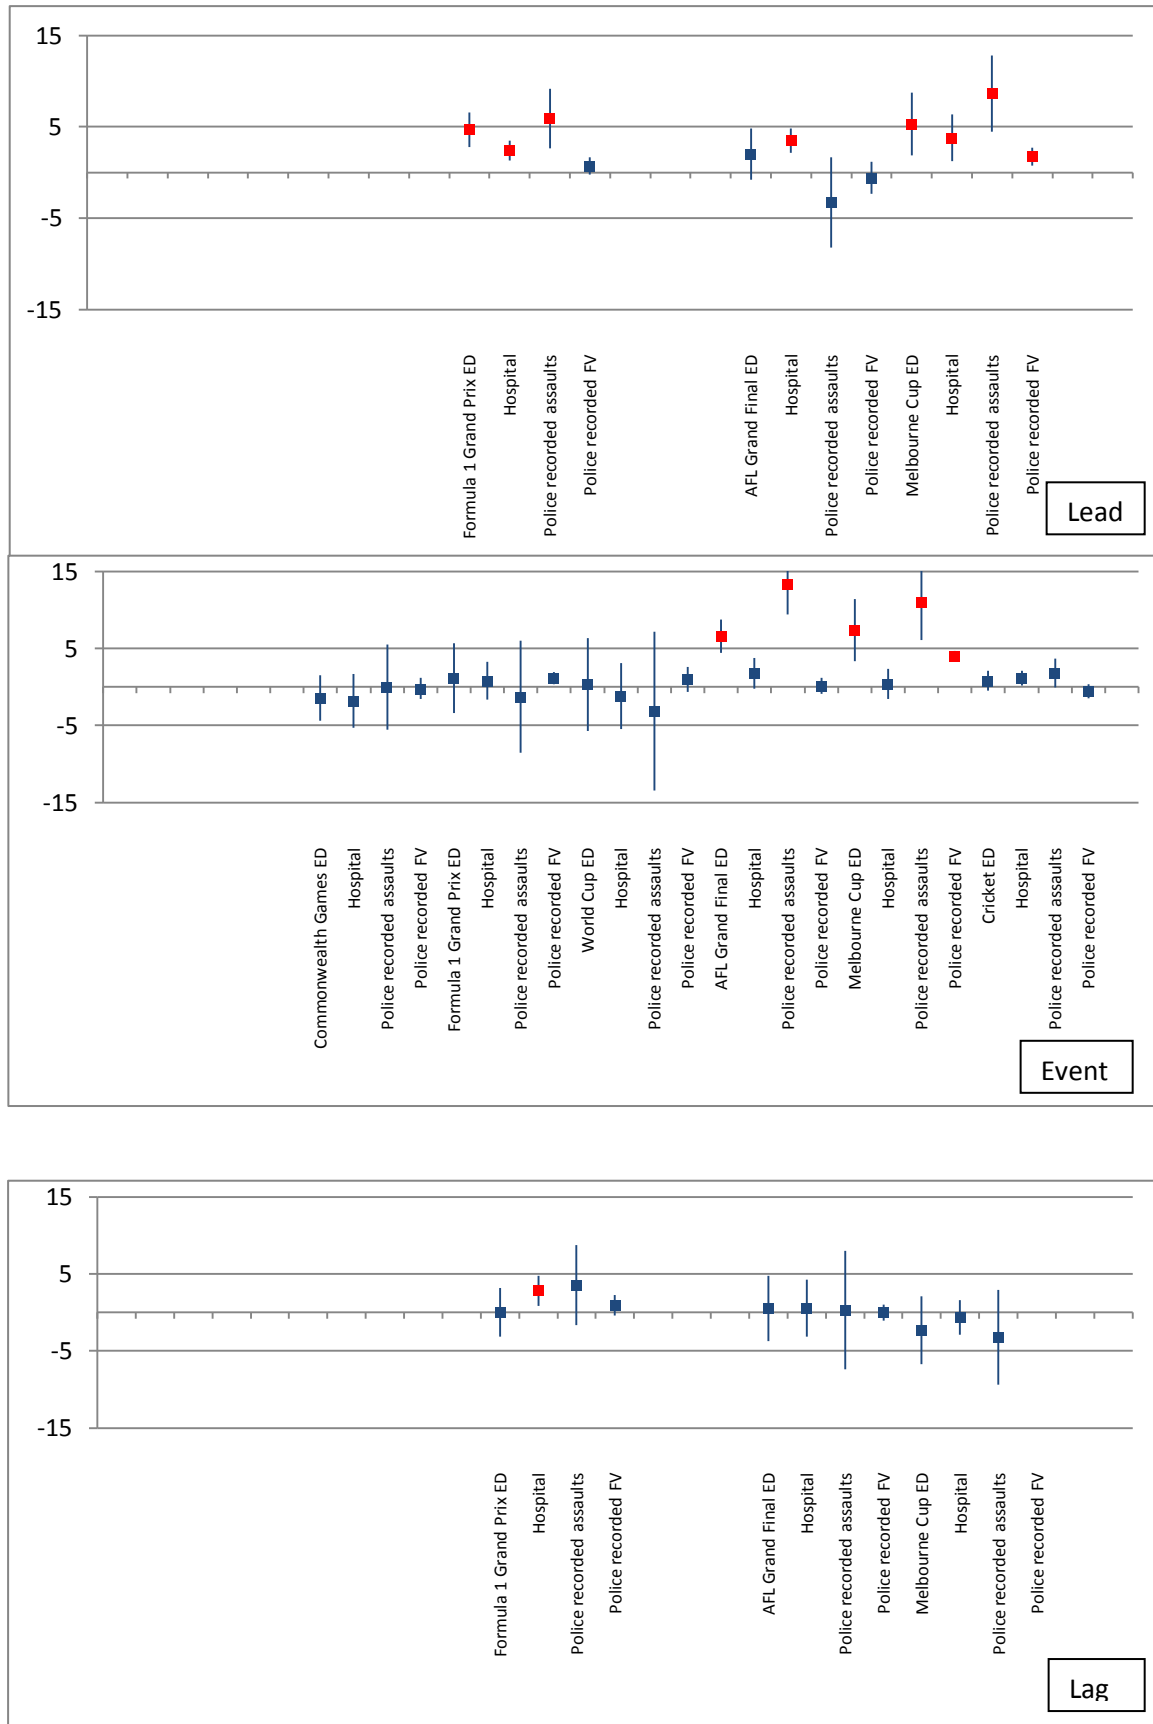 15
5
-5
-15
Formula 1 Grand Prix ED
Hospital
Police recorded assaults
Police recorded FV
AFL Grand Final ED
Hospital
Police recorded assaults
Police recorded FV
Melbourne Cup ED
Hospital
Police recorded assaults
Police recorded FV
Lead
15
5
-5
-15
Commonwealth Games ED
Hospital
Police recorded assaults
Police recorded FV
Formula 1 Grand Prix ED
Hospital
Police recorded assaults
Police recorded FV
World Cup ED
Hospital
Police recorded assaults
Police recorded FV
AFL Grand Final ED
Hospital
Police recorded assaults
Police recorded FV
Melbourne Cup ED
Hospital
Police recorded assaults
Police recorded FV
Cricket ED
Hospital
Police recorded assaults
Police recorded FV
Event
15
5
-5
-15
Formula 1 Grand Prix ED
Hospital
Police recorded assaults
Police recorded FV
AFL Grand Final ED
Hospital
Police recorded assaults
Police recorded FV
Melbourne Cup ED
Hospital
Police recorded assaults
Police recorded FV
Lag